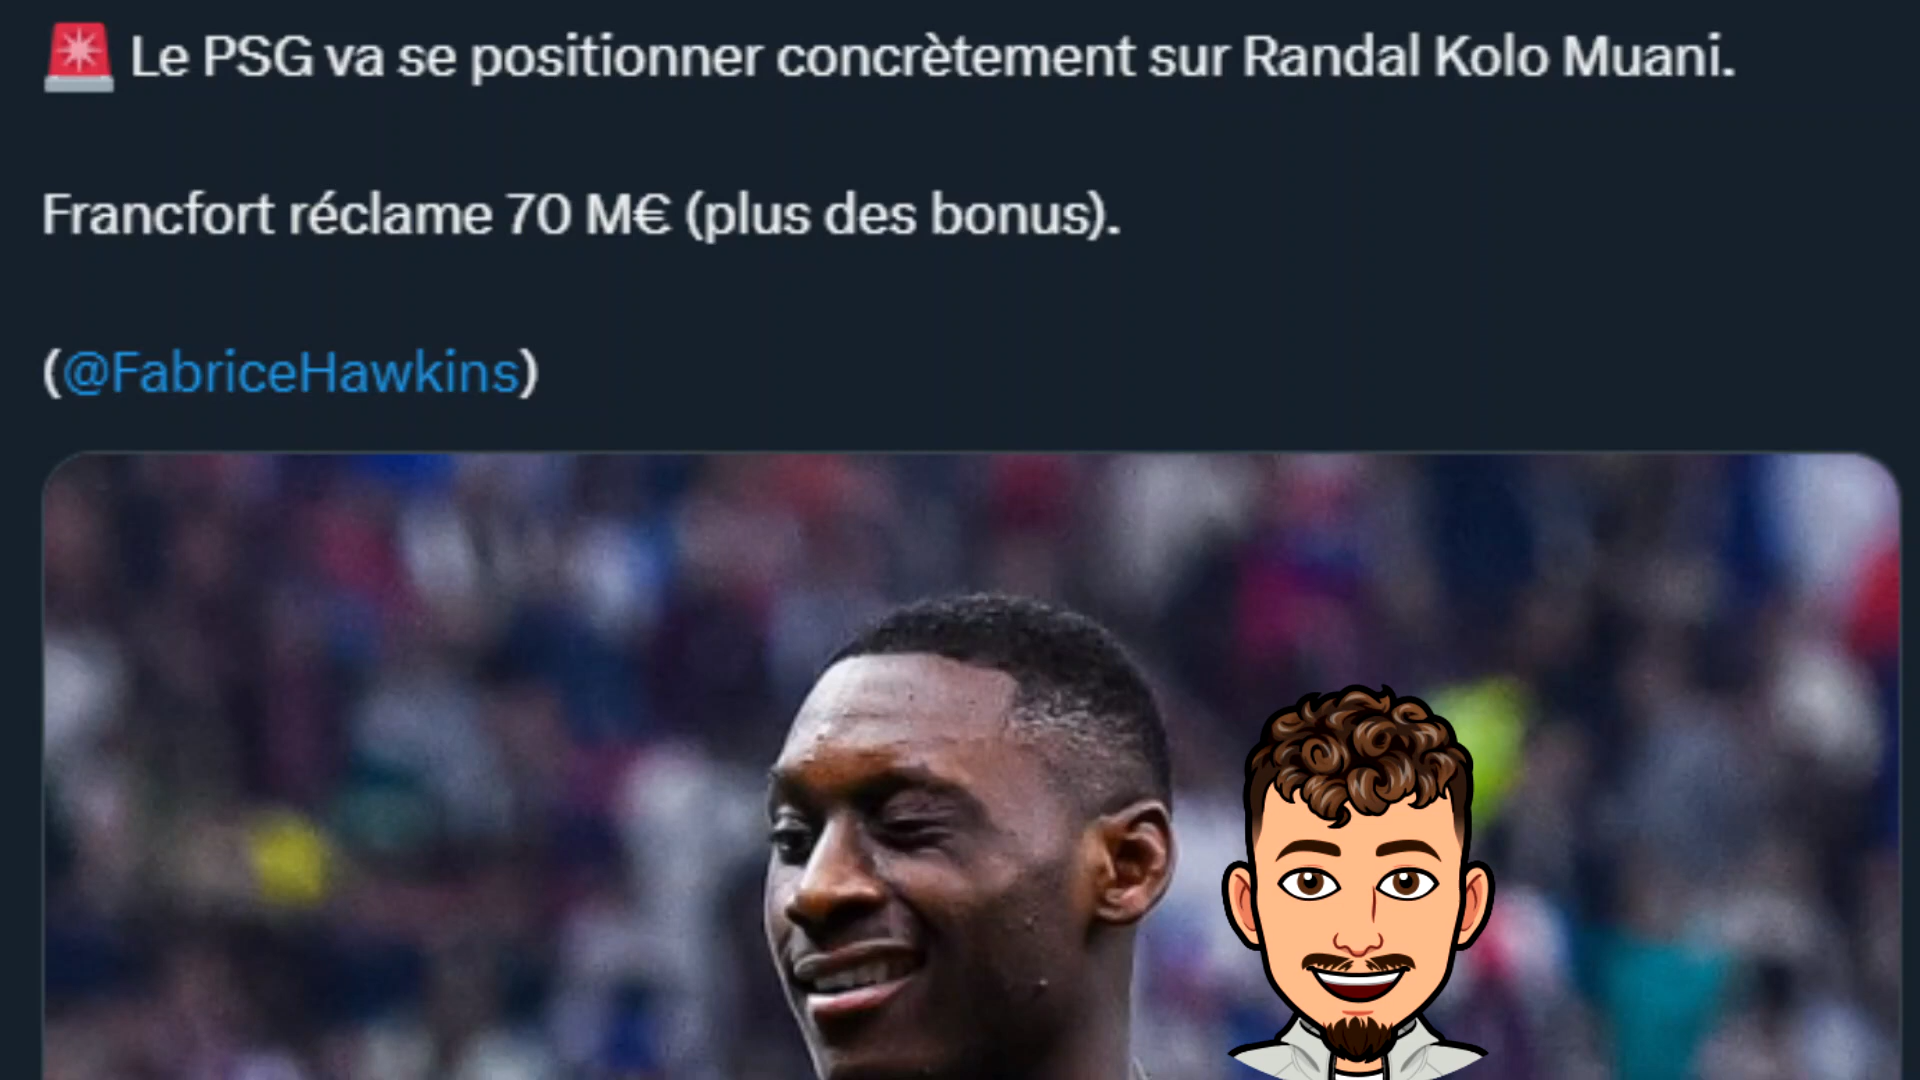 🚨 Le PSG va se positionner concrètement sur Randal Kolo Muani.
Francfort réclame 70 M€ (plus des bonus).
(@FabriceHawkins)